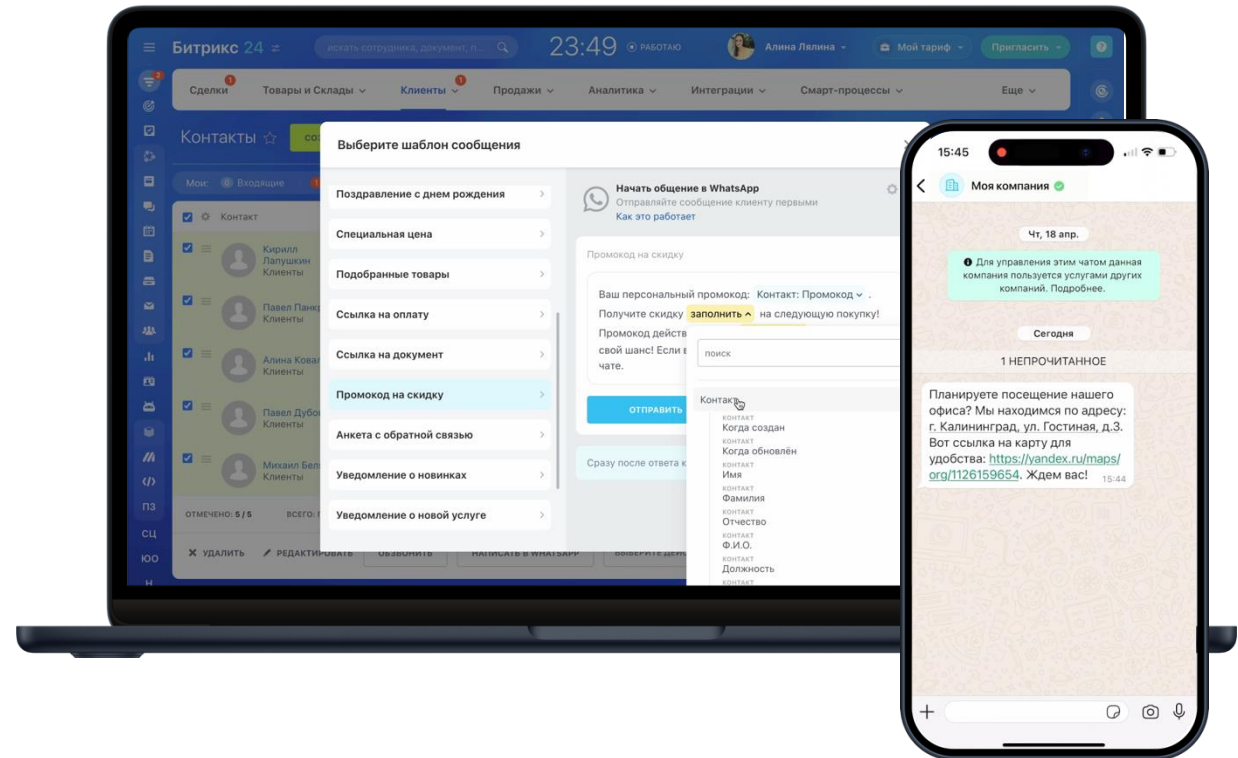 Битрикс 24
искать сотрудника, документ, п...
23:49 РАБОТАЮ
Алина Лялина
Мой тариф
Пригласить
2
Сделки 1
Товары и Склады
Клиенты 1
Продажи
Аналитика
Интеграции
Смарт-процессы
Еще
Контакты
Мои: 0 Входящие
Контакт
Кирилл
Лапушкин
Клиенты
Клиенты
Клиенты
Клиенты
Клиенты
ОТМЕЧЕНО: 5 / 5
ВСЕГО:
УДАЛИТЬ
РЕДАКТИРОВАТЬ
ОБЗВОНИТЬ
НАПИСАТЬ В WHATSAPP
ПЗ
СЦ
ЮО
Н
Выберите шаблон сообщения
Поздравление с днем рождения
Специальная цена
Подобранные товары
Ссылка на оплату
Ссылка на документ
Промокод на скидку
Анкета с обратной связью
Уведомление о новинках
Уведомление о новой услуге
Начать общение в WhatsApp
Отправляйте сообщение клиенту первыми
Как это работает
Промокод на скидку
Ваш персональный промокод: Контакт: Промокод .
Получите скидку заполнить на следующую покупку!
Промокод действ
свой шанс! Если в
чате.
ОТПРАВИТЬ
Сразу после ответа к
поиск
Контакт
КОНТАКТ
Когда создан
КОНТАКТ
Когда обновлён
КОНТАКТ
Имя
КОНТАКТ
Фамилия
КОНТАКТ
Отчество
КОНТАКТ
Ф.И.О.
КОНТАКТ
Должность
КОНТАКТ
15:45
Моя компания
Чт, 18 апр.
Для управления этим чатом данная
компания пользуется услугами других
компаний. Подробнее.
Сегодня
1 НЕПРОЧИТАННОЕ
Планируете посещение нашего
офиса? Мы находимся по адресу:
г. Калининград, ул. Гостиная, д.3.
Вот ссылка на карту для
удобства: https://yandex.ru/maps/
org/1126159654. Ждем вас! 15:44